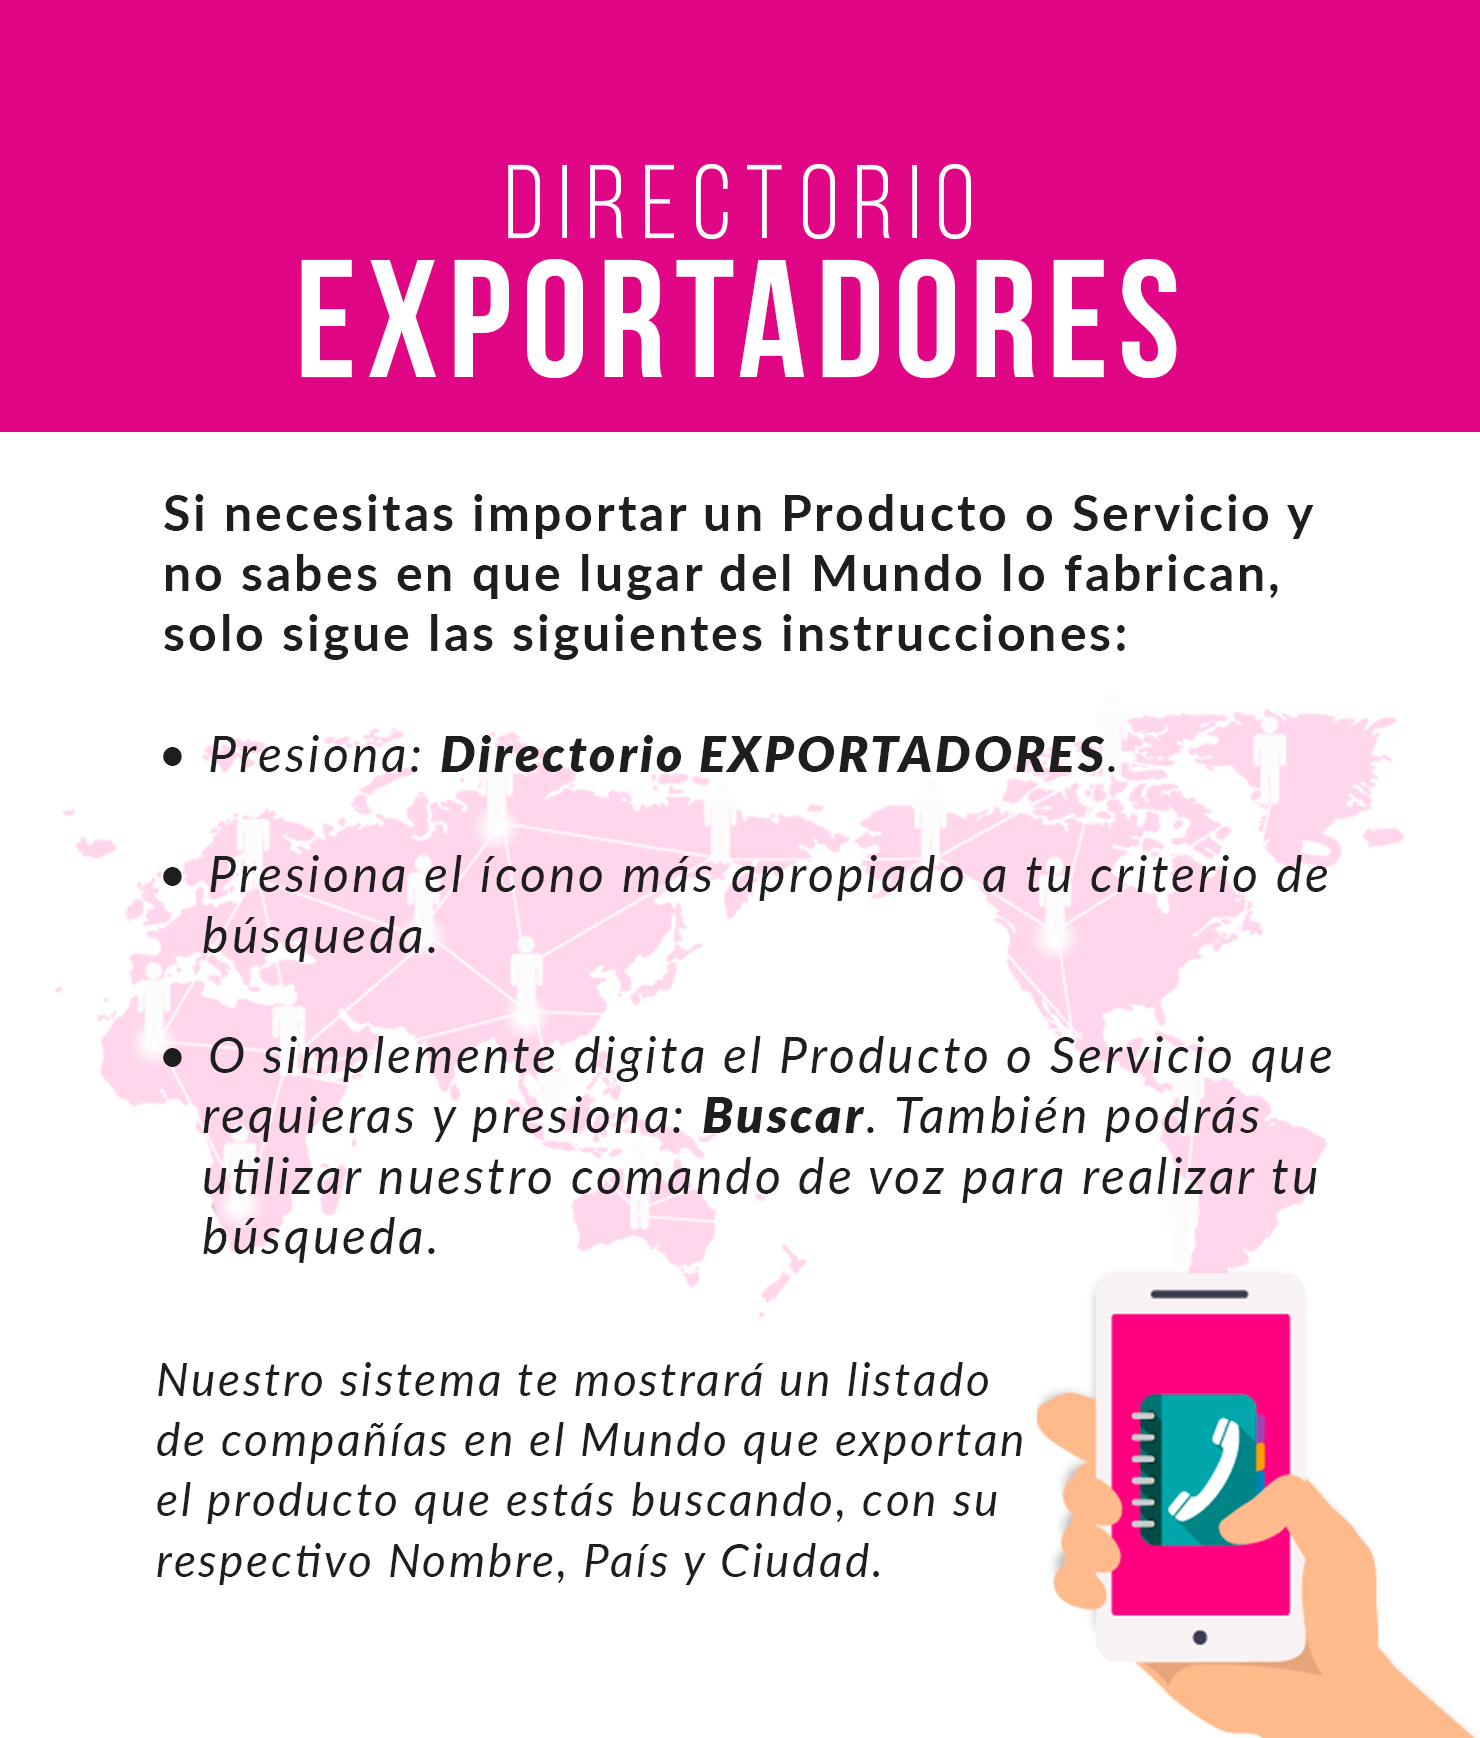 DIRECTORIO
EXPORTADORES
Si necesitas importar un Producto o Servicio y
no sabes en que lugar del Mundo lo fabrican,
solo sigue las siguientes instrucciones:
• Presiona: Directorio EXPORTADORES.
• Presiona el ícono más apropiado a tu criterio de
búsqueda.
• O simplemente digita el Producto o Servicio que
requieras y presiona: Buscar. También podrás
utilizar nuestro comando de voz para realizar tu
búsqueda.
Nuestro sistema te mostrará un listado
de compañías en el Mundo que exportan
el producto que estás buscando, con su
respectivo Nombre, País y Ciudad.